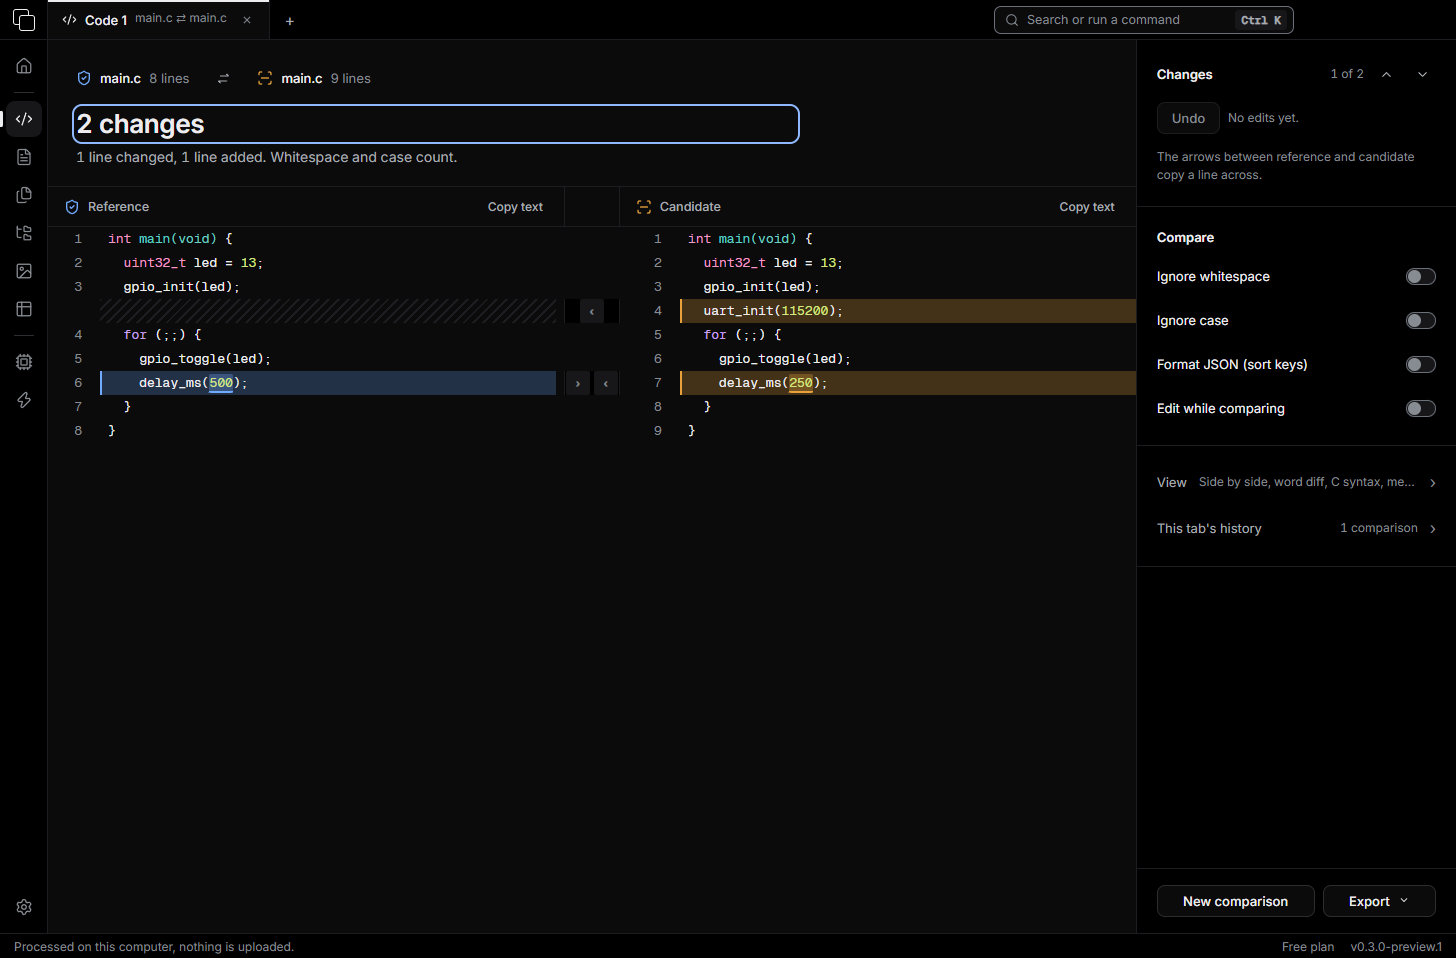 Code 1 main.c ⇄ main.c × +
Search or run a command Ctrl K
main.c 8 lines ⇄ main.c 9 lines
2 changes
1 line changed, 1 line added. Whitespace and case count.
Reference Copy text
1 int main(void) {
2 uint32_t led = 13;
3 gpio_init(led);
4 for (;;) {
5 gpio_toggle(led);
6 delay_ms(500);
7 }
8 }
‹
› ‹
Candidate Copy text
1 int main(void) {
2 uint32_t led = 13;
3 gpio_init(led);
4 uart_init(115200);
5 for (;;) {
6 gpio_toggle(led);
7 delay_ms(250);
8 }
9 }
Changes 1 of 2
Undo No edits yet.
The arrows between reference and candidate
copy a line across.
Compare
Ignore whitespace
Ignore case
Format JSON (sort keys)
Edit while comparing
View Side by side, word diff, C syntax, me... ›
This tab's history 1 comparison ›
New comparison Export
Processed on this computer, nothing is uploaded.
Free plan v0.3.0-preview.1